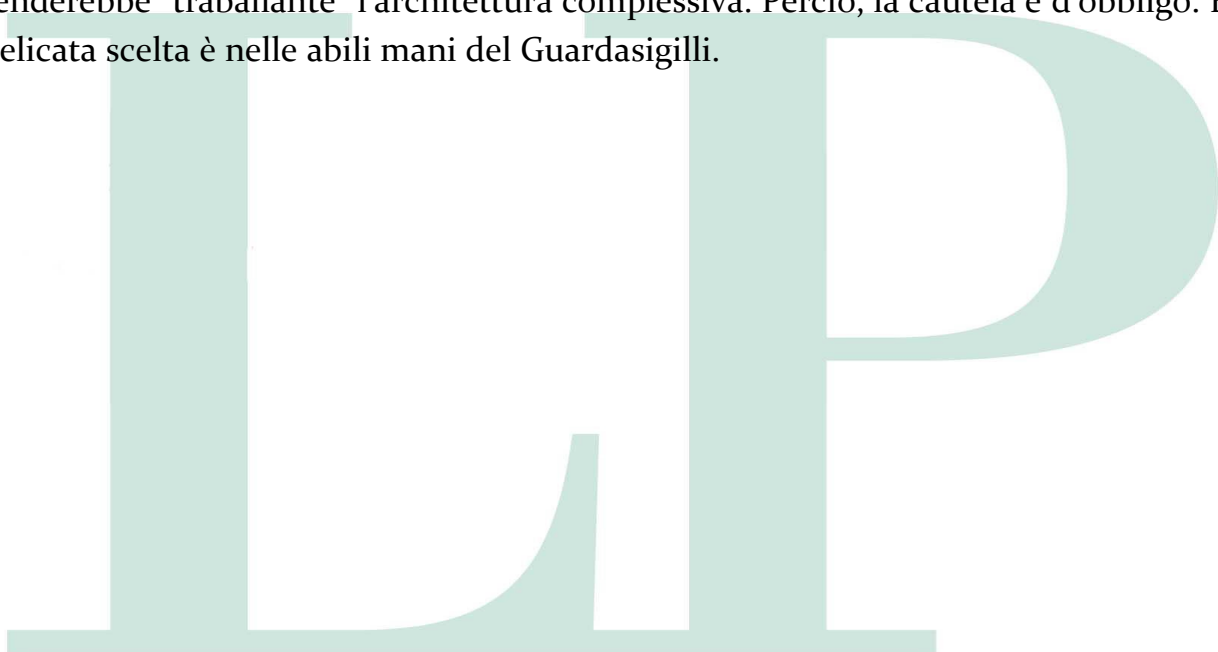 enderebbe "traballante" l'architettura complessiva. Perciò, la cautela è d'obbligo.
elicata scelta è nelle abili mani del Guardasigilli.
LP